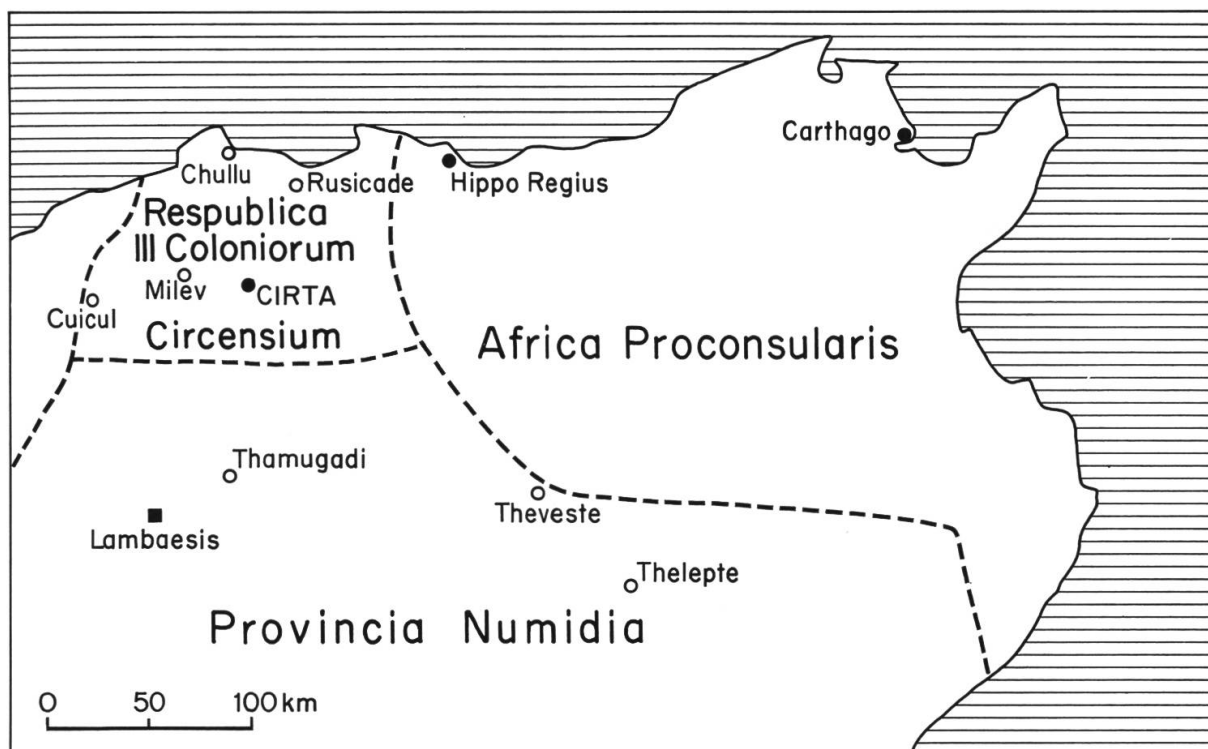 Carthago
Chullu
Rusicade
Hippo Regius
Respublica
III Coloniorum
Milev
CIRTA
Cuicul
Circensium
Africa Proconsularis
Thamugadi
Theveste
Lambaesis
Thelepte
Provincia Numidia
0 50 100 km